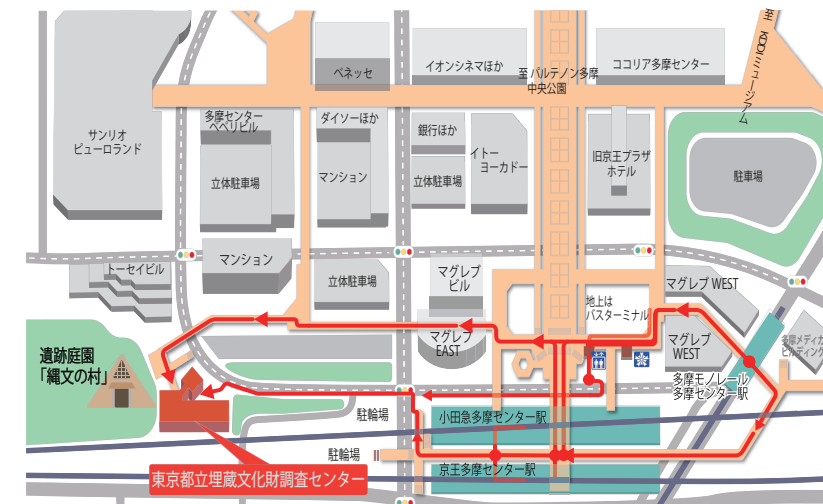 至 KDDIミュージアム
ベネッセ
イオンシネマほか
至 パルテノン多摩
中央公園
ココリア多摩センター
サンリオ
ピューロランド
多摩センター
ペペリビル
ダイソーほか
銀行ほか
イトー
ヨーカドー
旧京王プラザ
ホテル
駐車場
立体駐車場
マンション
立体駐車場
トーセイビル
マンション
立体駐車場
マグレブ
ビル
マグレブ WEST
地上は
バスターミナル
マグレブ
EAST
マグレブ
WEST
遺跡庭園
「縄文の村」
多摩モノレール
多摩センター駅
駐輪場
小田急多摩センター駅
駐輪場
京王多摩センター駅
東京都立埋蔵文化財調査センター